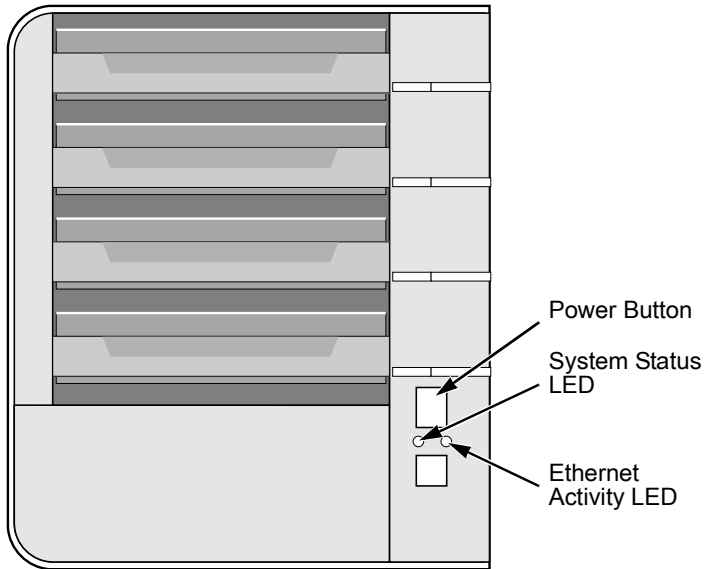 Power Button
System Status
LED
Ethernet
Activity LED